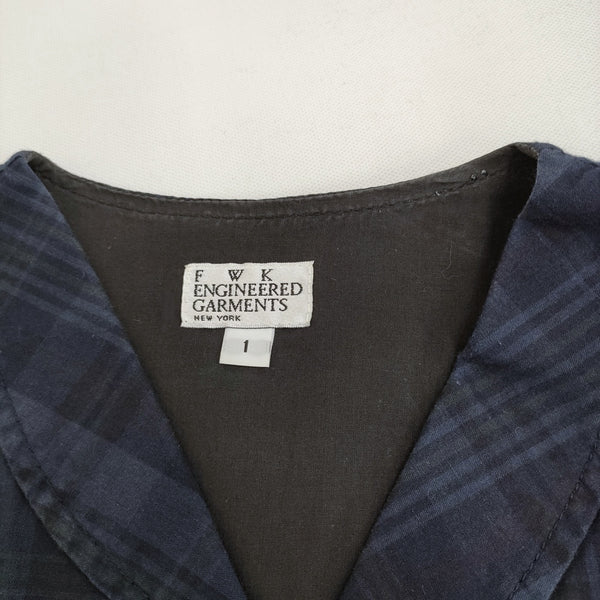 F W K
ENGINEERED
GARMENTS
NEW YORK
1